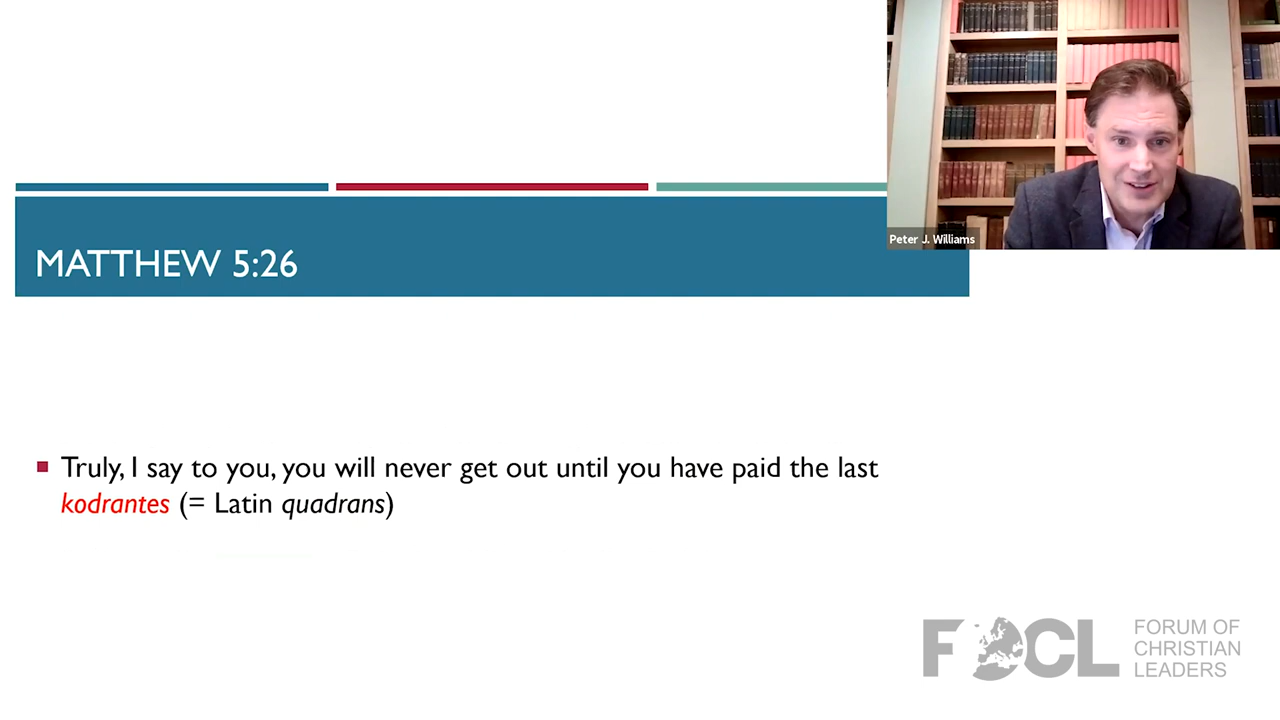 Peter J. Williams
MATTHEW 5:26
Truly, I say to you, you will never get out until you have paid the last
kodrantes (= Latin quadrans)
FOCL
FORUM OF
CHRISTIAN
LEADERS